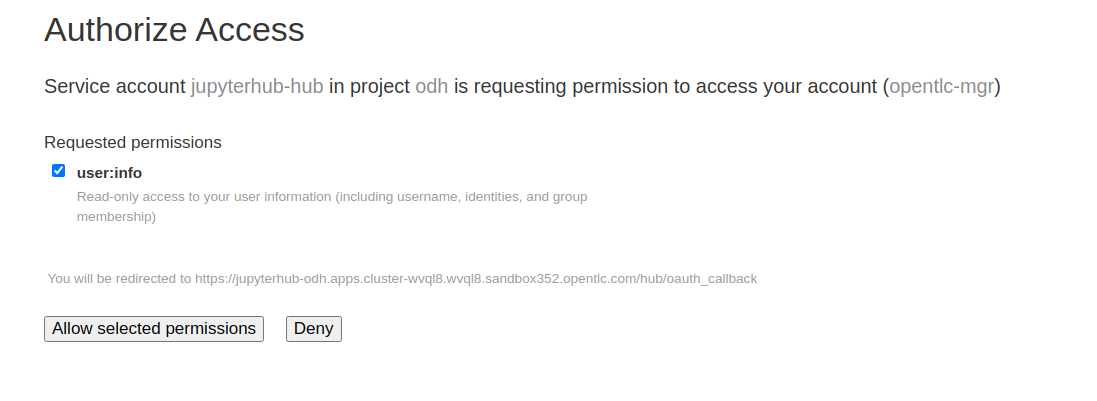 Authorize Access
Service account jupyterhub-hub in project odh is requesting permission to access your account (opentlc-mgr)
Requested permissions
user:info
Read-only access to your user information (including username, identities, and group
membership)
You will be redirected to https://jupyterhub-odh.apps.cluster-wvql8.wvql8.sandbox352.opentlc.com/hub/oauth_callback
Allow selected permissions Deny